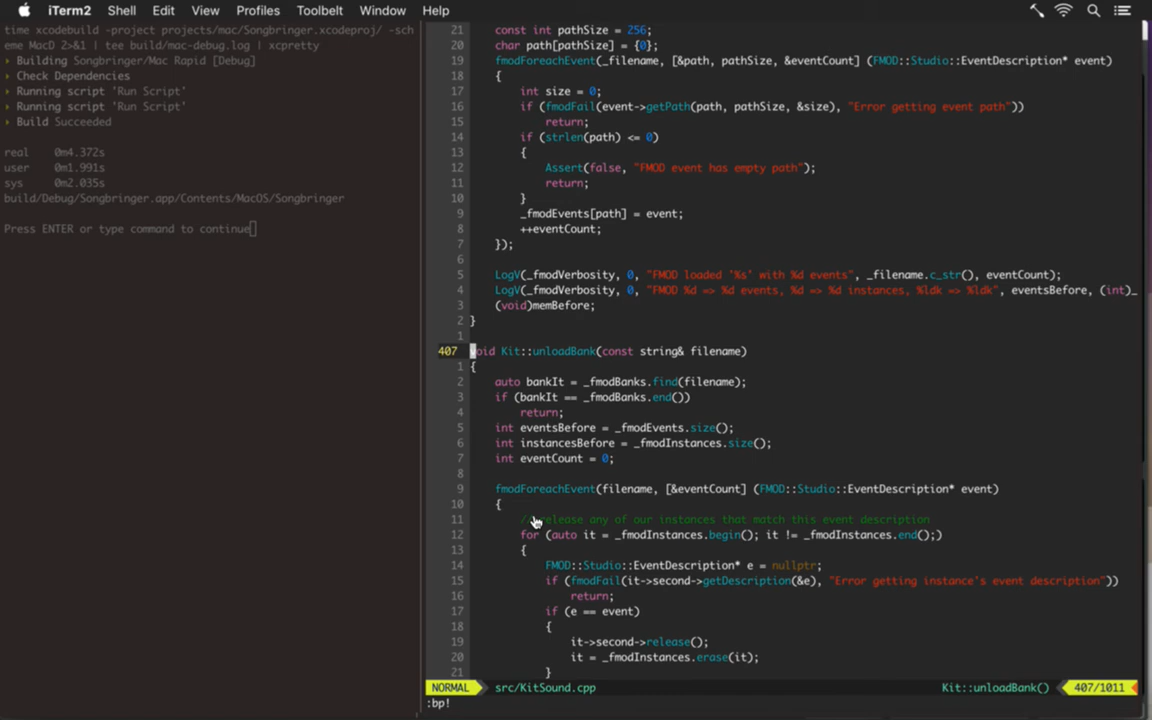 iTerm2 Shell Edit View Profiles Toolbelt Window Help
time xcodebuild -project projects/mac/Songbringer.xcodeproj/ -sch
eme MacD 2>&1 | tee build/mac-debug.log | xcpretty
▸ Building Songbringer/Mac Rapid [Debug]
▸ Check Dependencies
▸ Running script 'Run Script'
▸ Running script 'Run Script'
▸ Build Succeeded
real 0m4.372s
user 0m1.991s
sys 0m2.035s
build/Debug/Songbringer.app/Contents/MacOS/Songbringer
Press ENTER or type command to continue
21 const int pathSize = 256;
20 char path[pathSize] = {0};
19 fmodForeachEvent(_filename, [&path, pathSize, &eventCount] (FMOD::Studio::EventDescription* event)
18 {
17 int size = 0;
16 if (fmodFail(event->getPath(path, pathSize, &size), "Error getting event path"))
15 return;
14 if (strlen(path) <= 0)
13 {
12 Assert(false, "FMOD event has empty path");
11 return;
10 }
9 _fmodEvents[path] = event;
8 ++eventCount;
7 });
6
5 LogV(_fmodVerbosity, 0, "FMOD loaded '%s' with %d events", _filename.c_str(), eventCount);
4 LogV(_fmodVerbosity, 0, "FMOD %d => %d events, %d => %d instances, %ldk => %ldk", eventsBefore, (int)_
3 (void)memBefore;
2 }
1
407 void Kit::unloadBank(const string& filename)
1 {
2 auto bankIt = _fmodBanks.find(filename);
3 if (bankIt == _fmodBanks.end())
4 return;
5 int eventsBefore = _fmodEvents.size();
6 int instancesBefore = _fmodInstances.size();
7 int eventCount = 0;
8
9 fmodForeachEvent(filename, [&eventCount] (FMOD::Studio::EventDescription* event)
10 {
11 // release any of our instances that match this event description
12 for (auto it = _fmodInstances.begin(); it != _fmodInstances.end();)
13 {
14 FMOD::Studio::EventDescription* e = nullptr;
15 if (fmodFail(it->second->getDescription(&e), "Error getting instance's event description"))
16 return;
17 if (e == event)
18 {
19 it->second->release();
20 it = _fmodInstances.erase(it);
21 }
NORMAL src/KitSound.cpp Kit::unloadBank() 407/1011
:bp!